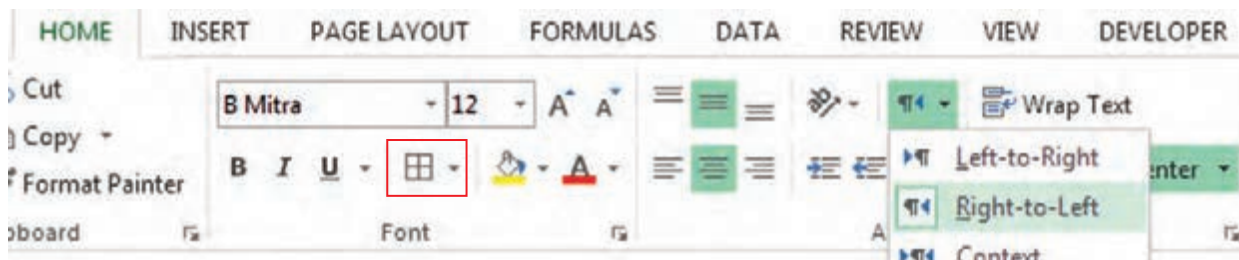 HOME INSERT PAGE LAYOUT FORMULAS DATA REVIEW VIEW DEVELOPER
Cut
B Mitra 12 A A Wrap Text
Copy
B I U A Left-to-Right
Format Painter enter
Right-to-Left
Font
Context